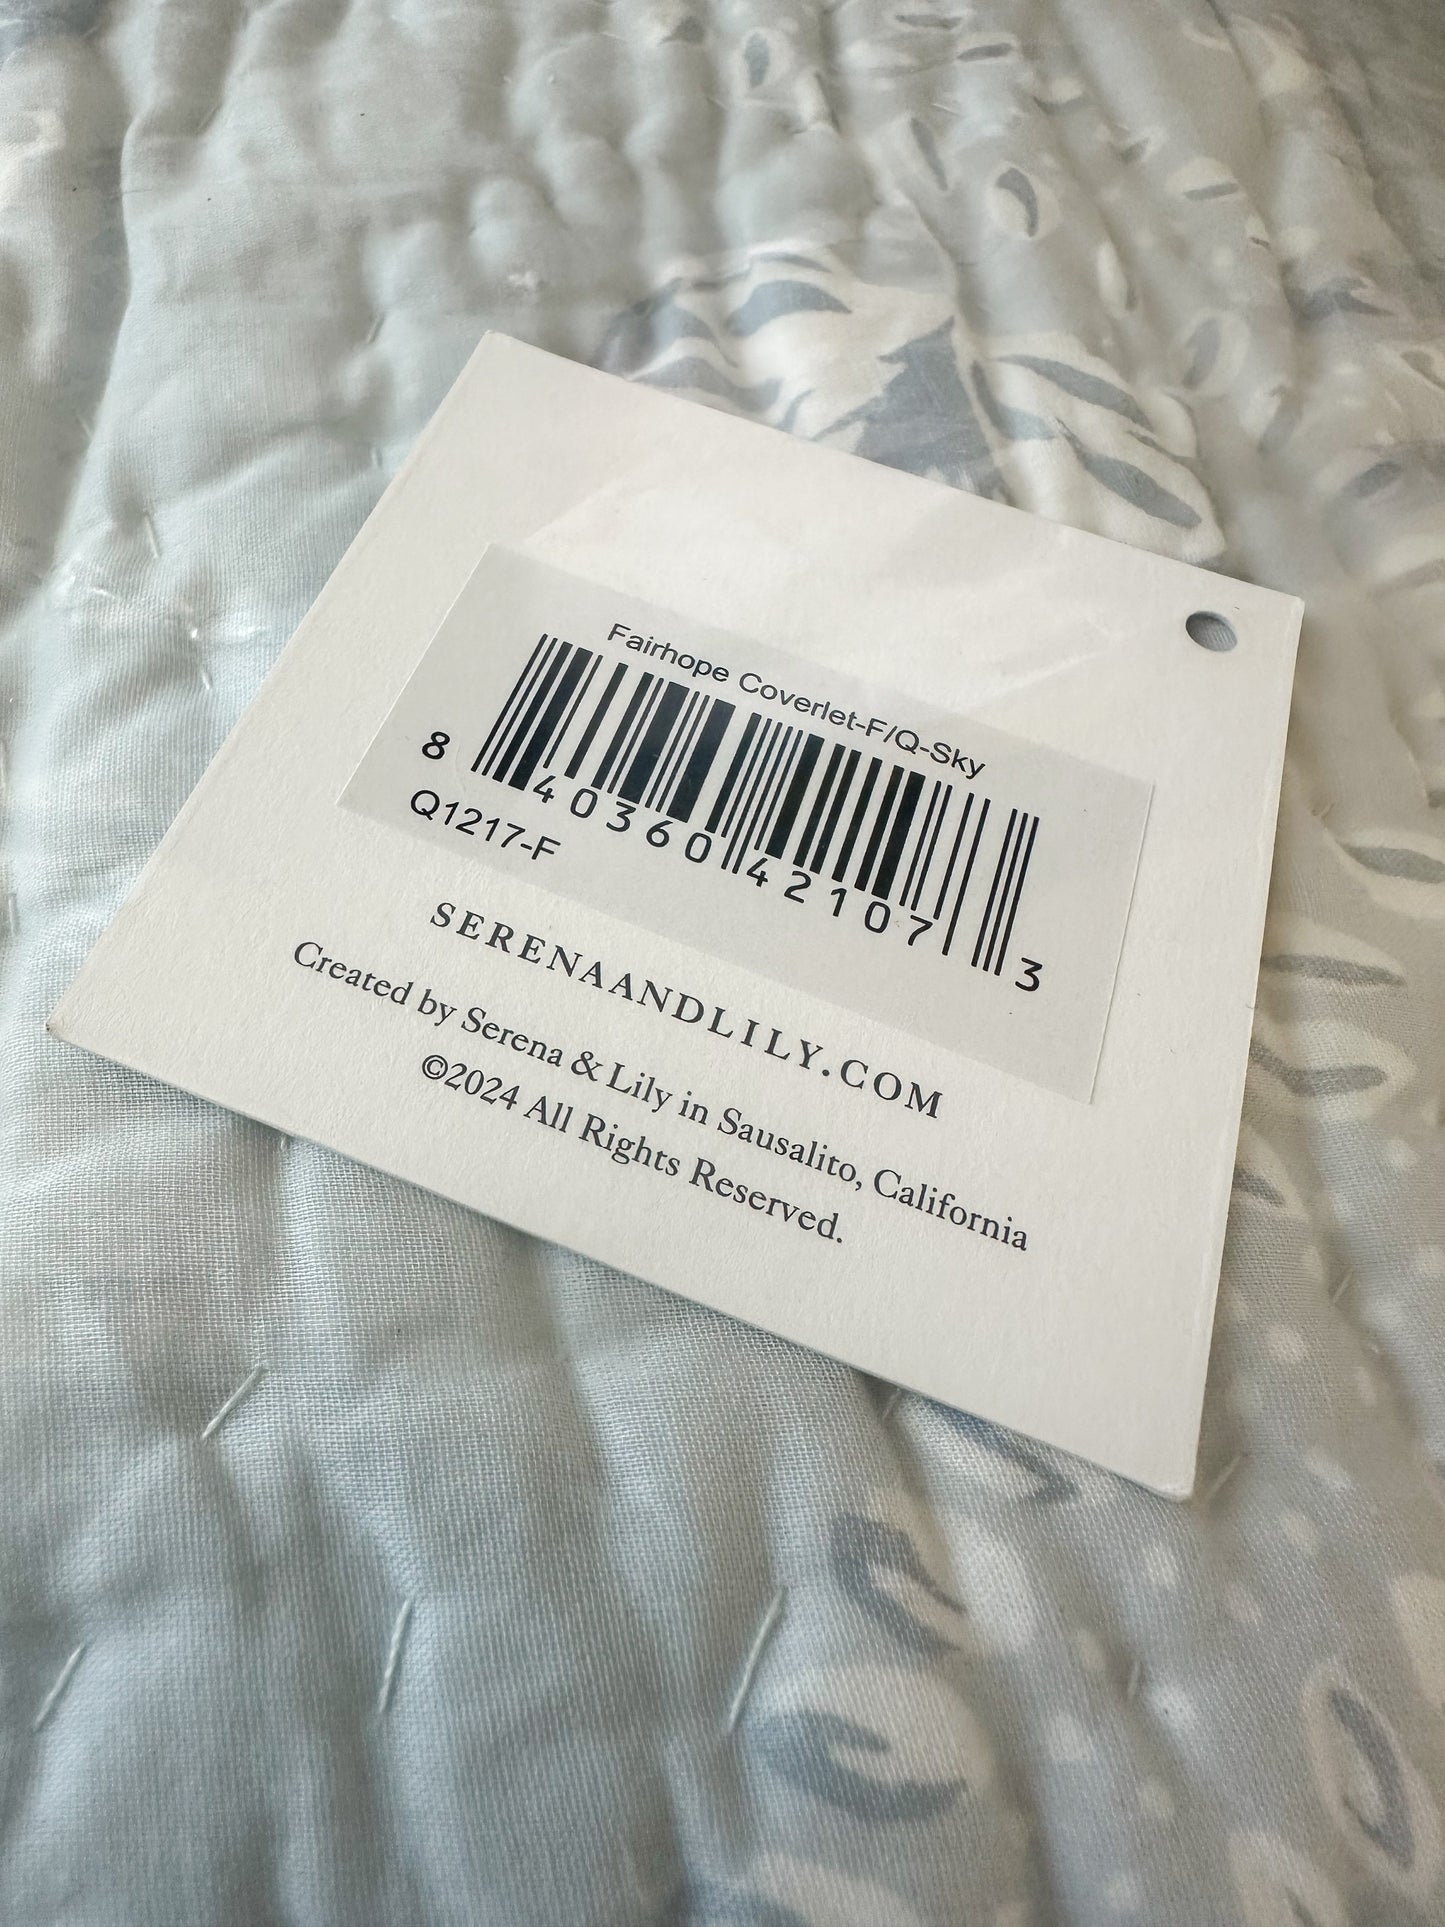 Fairhope Coverlet-F/Q-Sky
8 40360 42107 3
Q1217-F
SERENAANDLILY.COM
Created by Serena & Lily in Sausalito, California
©2024 All Rights Reserved.